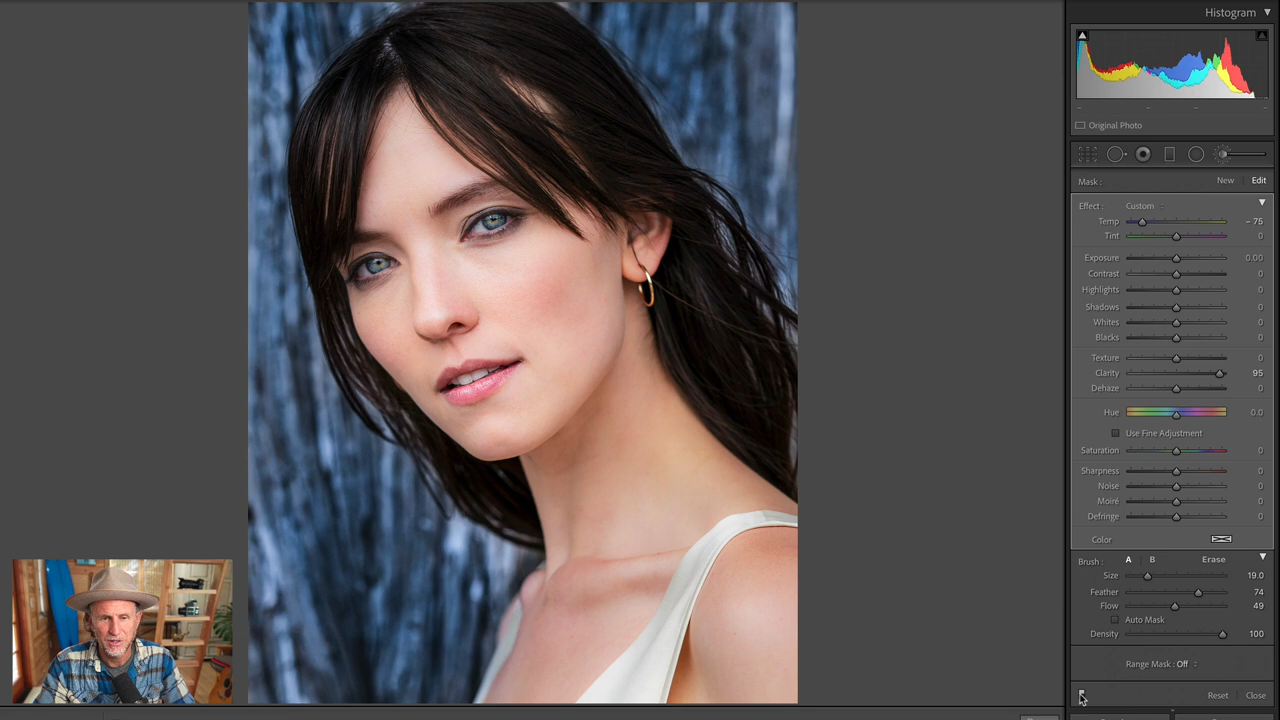 Histogram
Original Photo
Mask : New Edit
Effect : Custom
Temp - 75
Tint 0
Exposure 0.00
Contrast 0
Highlights 0
Shadows 0
Whites 0
Blacks 0
Texture 0
Clarity 95
Dehaze 0
Hue 0.0
Use Fine Adjustment
Saturation 0
Sharpness 0
Noise 0
Moiré 0
Defringe 0
Color
Brush : A B Erase
Size 19.0
Feather 74
Flow 49
Auto Mask
Density 100
Range Mask : Off
Reset Close